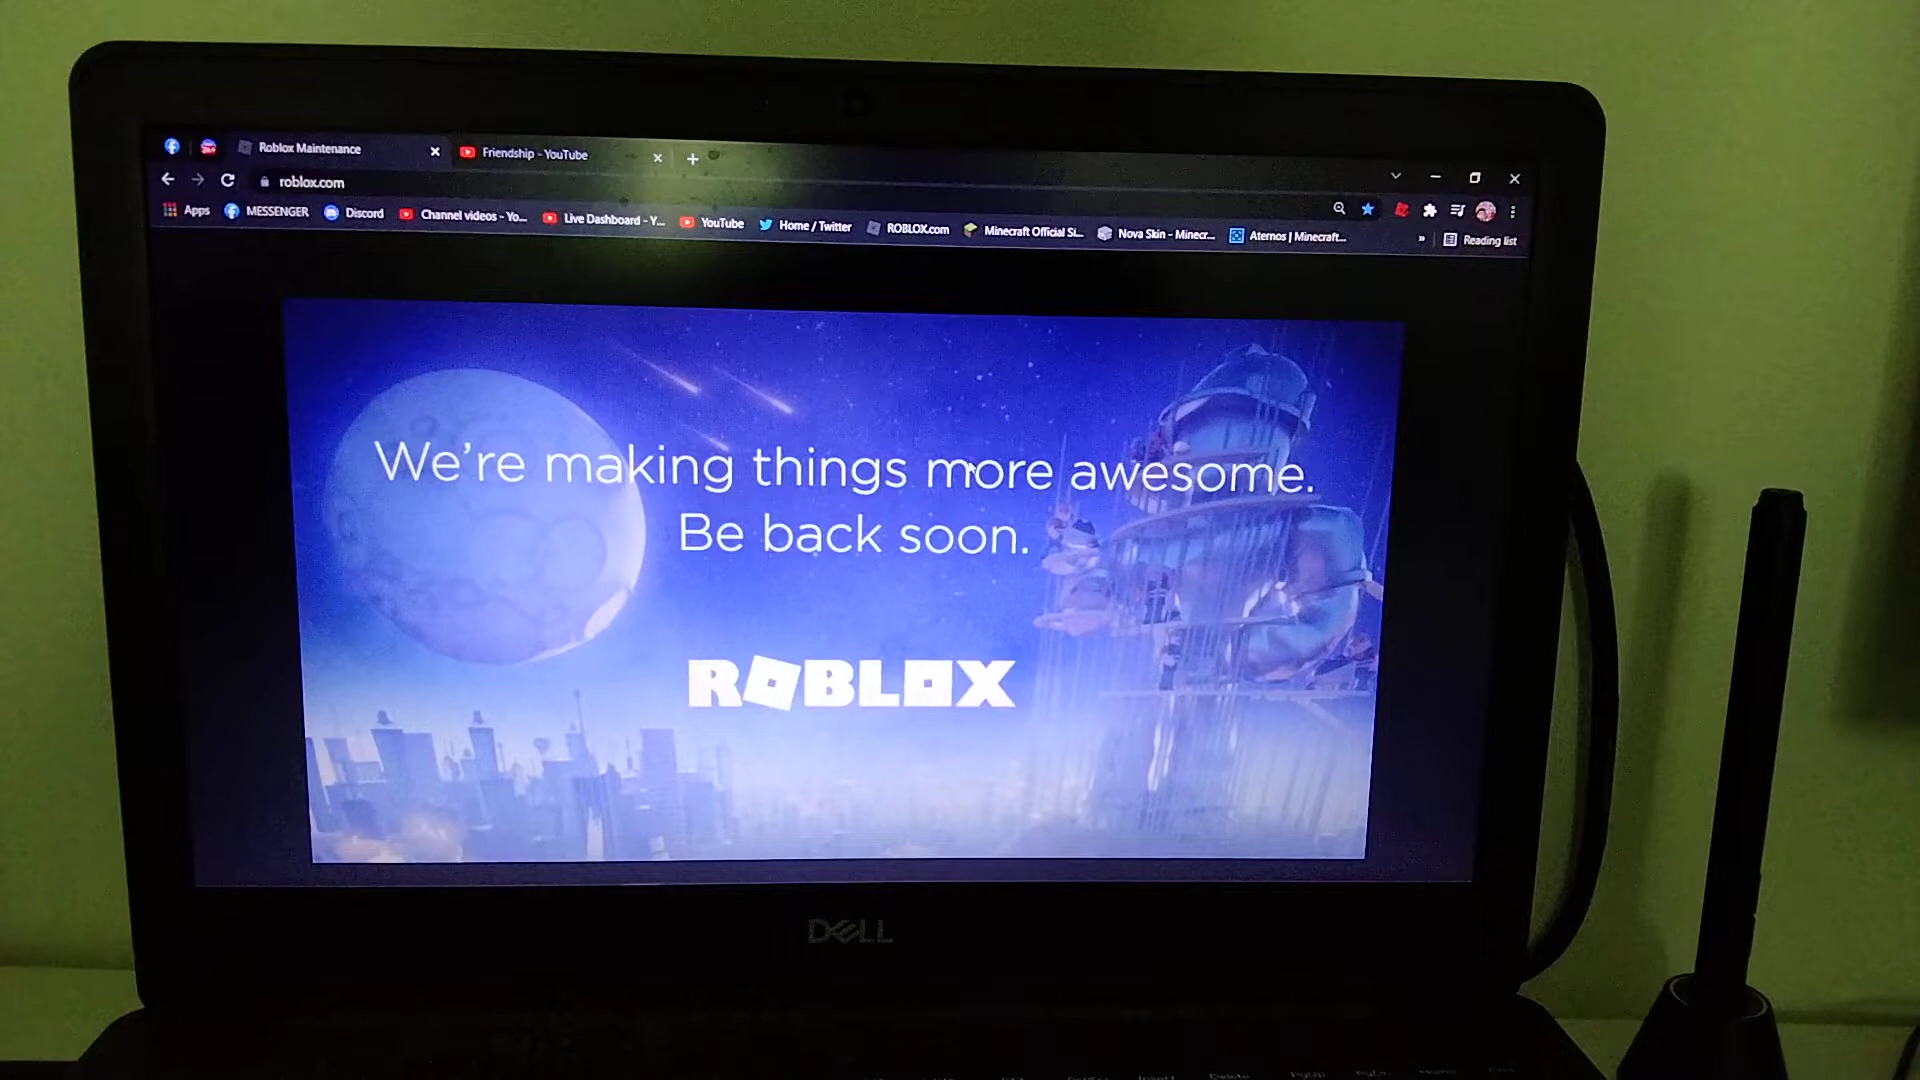 Roblox Maintenance
Friendship - YouTube
roblox.com
Apps
MESSENGER
Discord
Channel videos - Yo...
Live Dashboard - Y...
YouTube
Home / Twitter
ROBLOX.com
Minecraft Official Si...
Nova Skin - Minecr...
Aternos | Minecraft...
»
Reading list
We're making things more awesome.
Be back soon.
ROBLOX
DELL